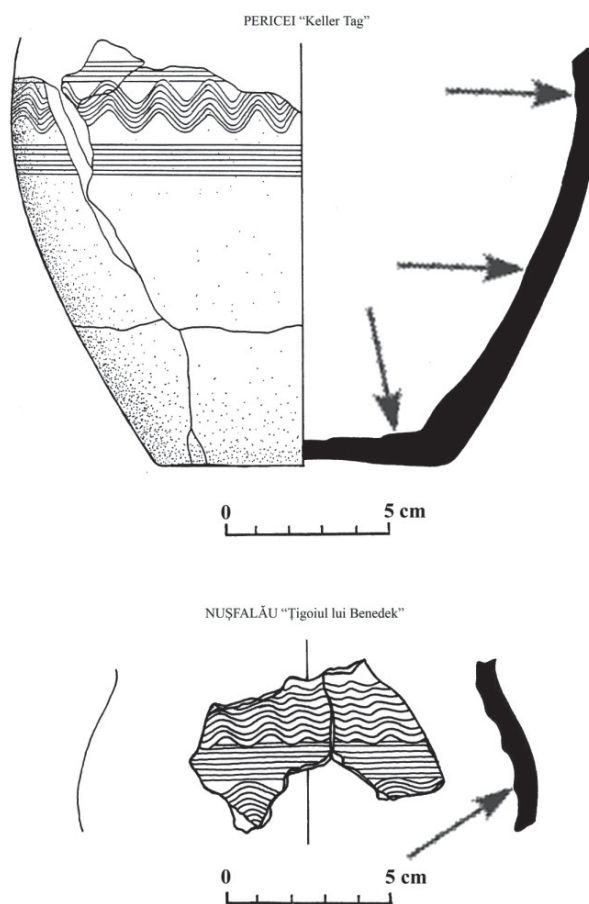 PERICEI “Keller Tag”
0 5 cm
NUŞFALĂU “Ţigoiul lui Benedek”
0 5 cm